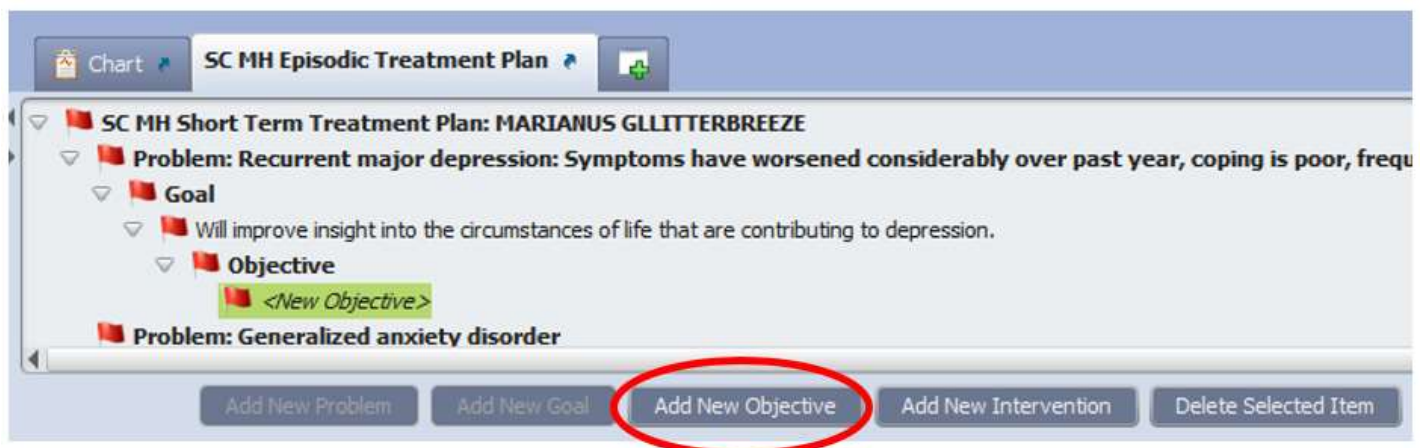 Chart SC MH Episodic Treatment Plan
SC MH Short Term Treatment Plan: MARIANUS GLLITTERBREEZE
Problem: Recurrent major depression: Symptoms have worsened considerably over past year, coping is poor, frequ
Goal
Will improve insight into the circumstances of life that are contributing to depression.
Objective
<New Objective>
Problem: Generalized anxiety disorder
Add New Problem Add New Goal Add New Objective Add New Intervention Delete Selected Item